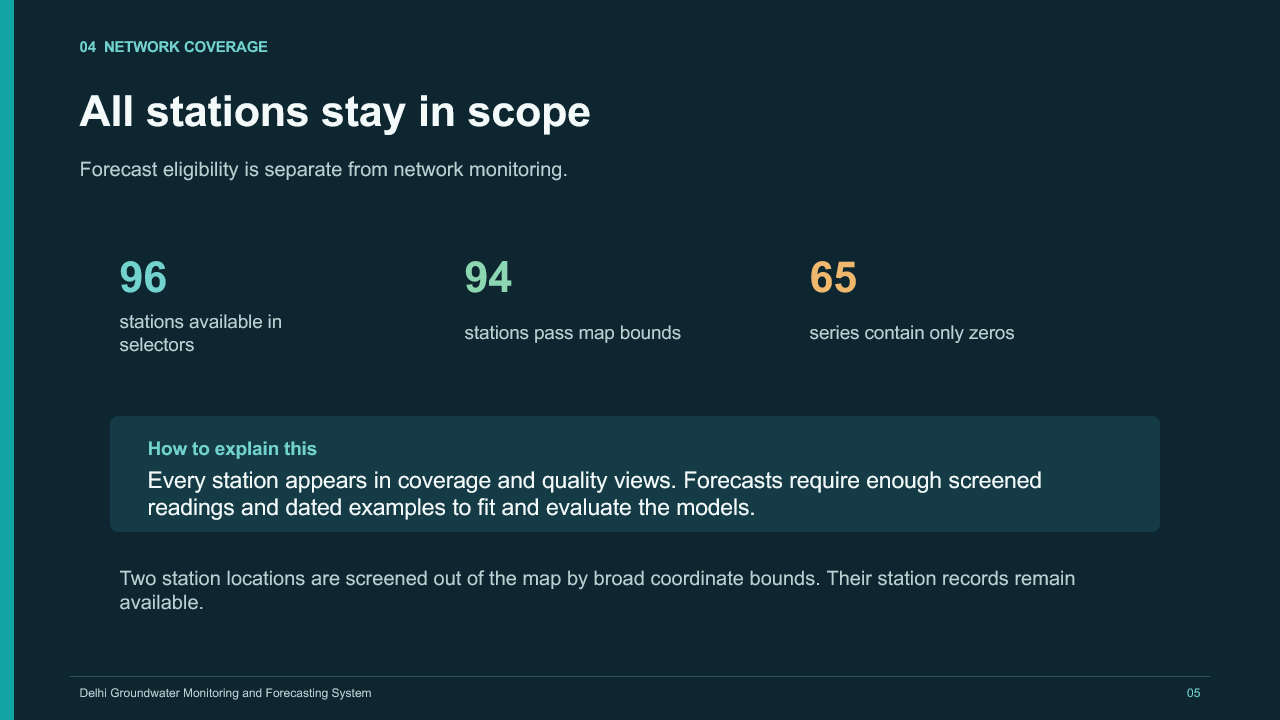 04 NETWORK COVERAGE
All stations stay in scope
Forecast eligibility is separate from network monitoring.
96
stations available in
selectors
94
stations pass map bounds
65
series contain only zeros
How to explain this
Every station appears in coverage and quality views. Forecasts require enough screened
readings and dated examples to fit and evaluate the models.
Two station locations are screened out of the map by broad coordinate bounds. Their station records remain
available.
Delhi Groundwater Monitoring and Forecasting System
05